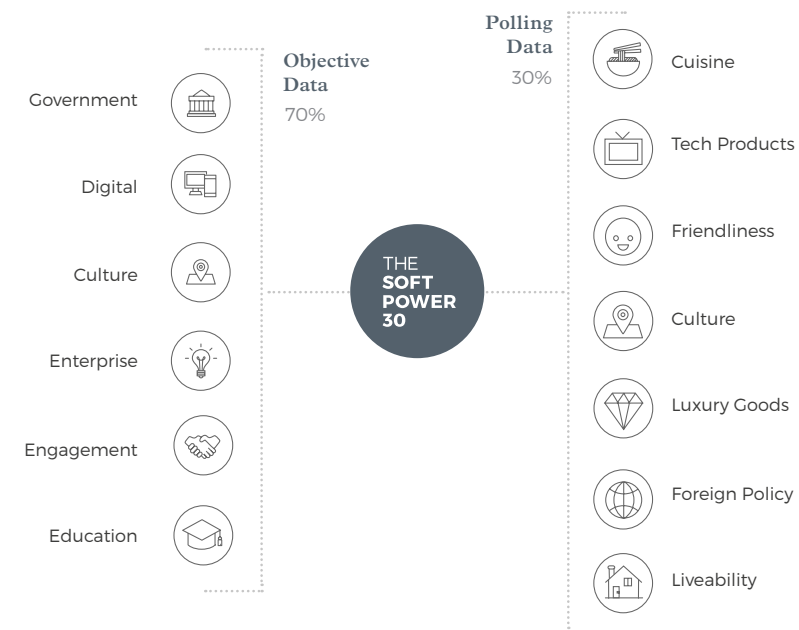 Objective
Data
70%
Government
Digital
Culture
Enterprise
Engagement
Education
THE
SOFT
POWER
30
Polling
Data
30%
Cuisine
Tech Products
Friendliness
Culture
Luxury Goods
Foreign Policy
Liveability